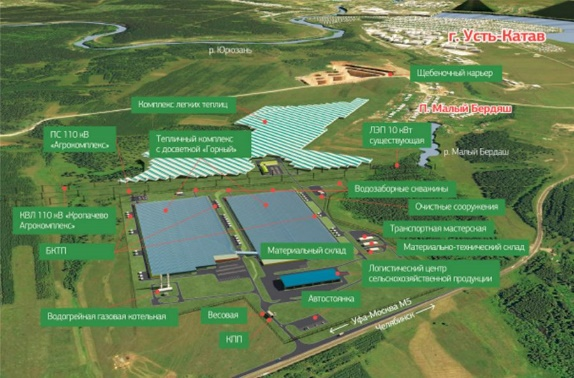 г. Усть-Катав
р. Юрюзань
Щебеночный карьер
Комплекс легких теплиц
П. Малый Бердяш
ПС 110 кВ
«Агрокомплекс»
Тепличный комплекс
с досветкой «Горный»
ЛЭП 10 кВт
существующая
р. Малый Бердаш
Водозаборные скважины
Очистные сооружения
КВЛ 110 кВ «Кропачево
Агрокомплекс»
Транспортная мастерская
БКТП
Материальный склад
Материально-технический склад
Логистический центр
сельскохозяйственной продукции
Автостоянка
Водогрейная газовая котельная
Весовая
КПП
Уфа-Москва М5
Челябинск